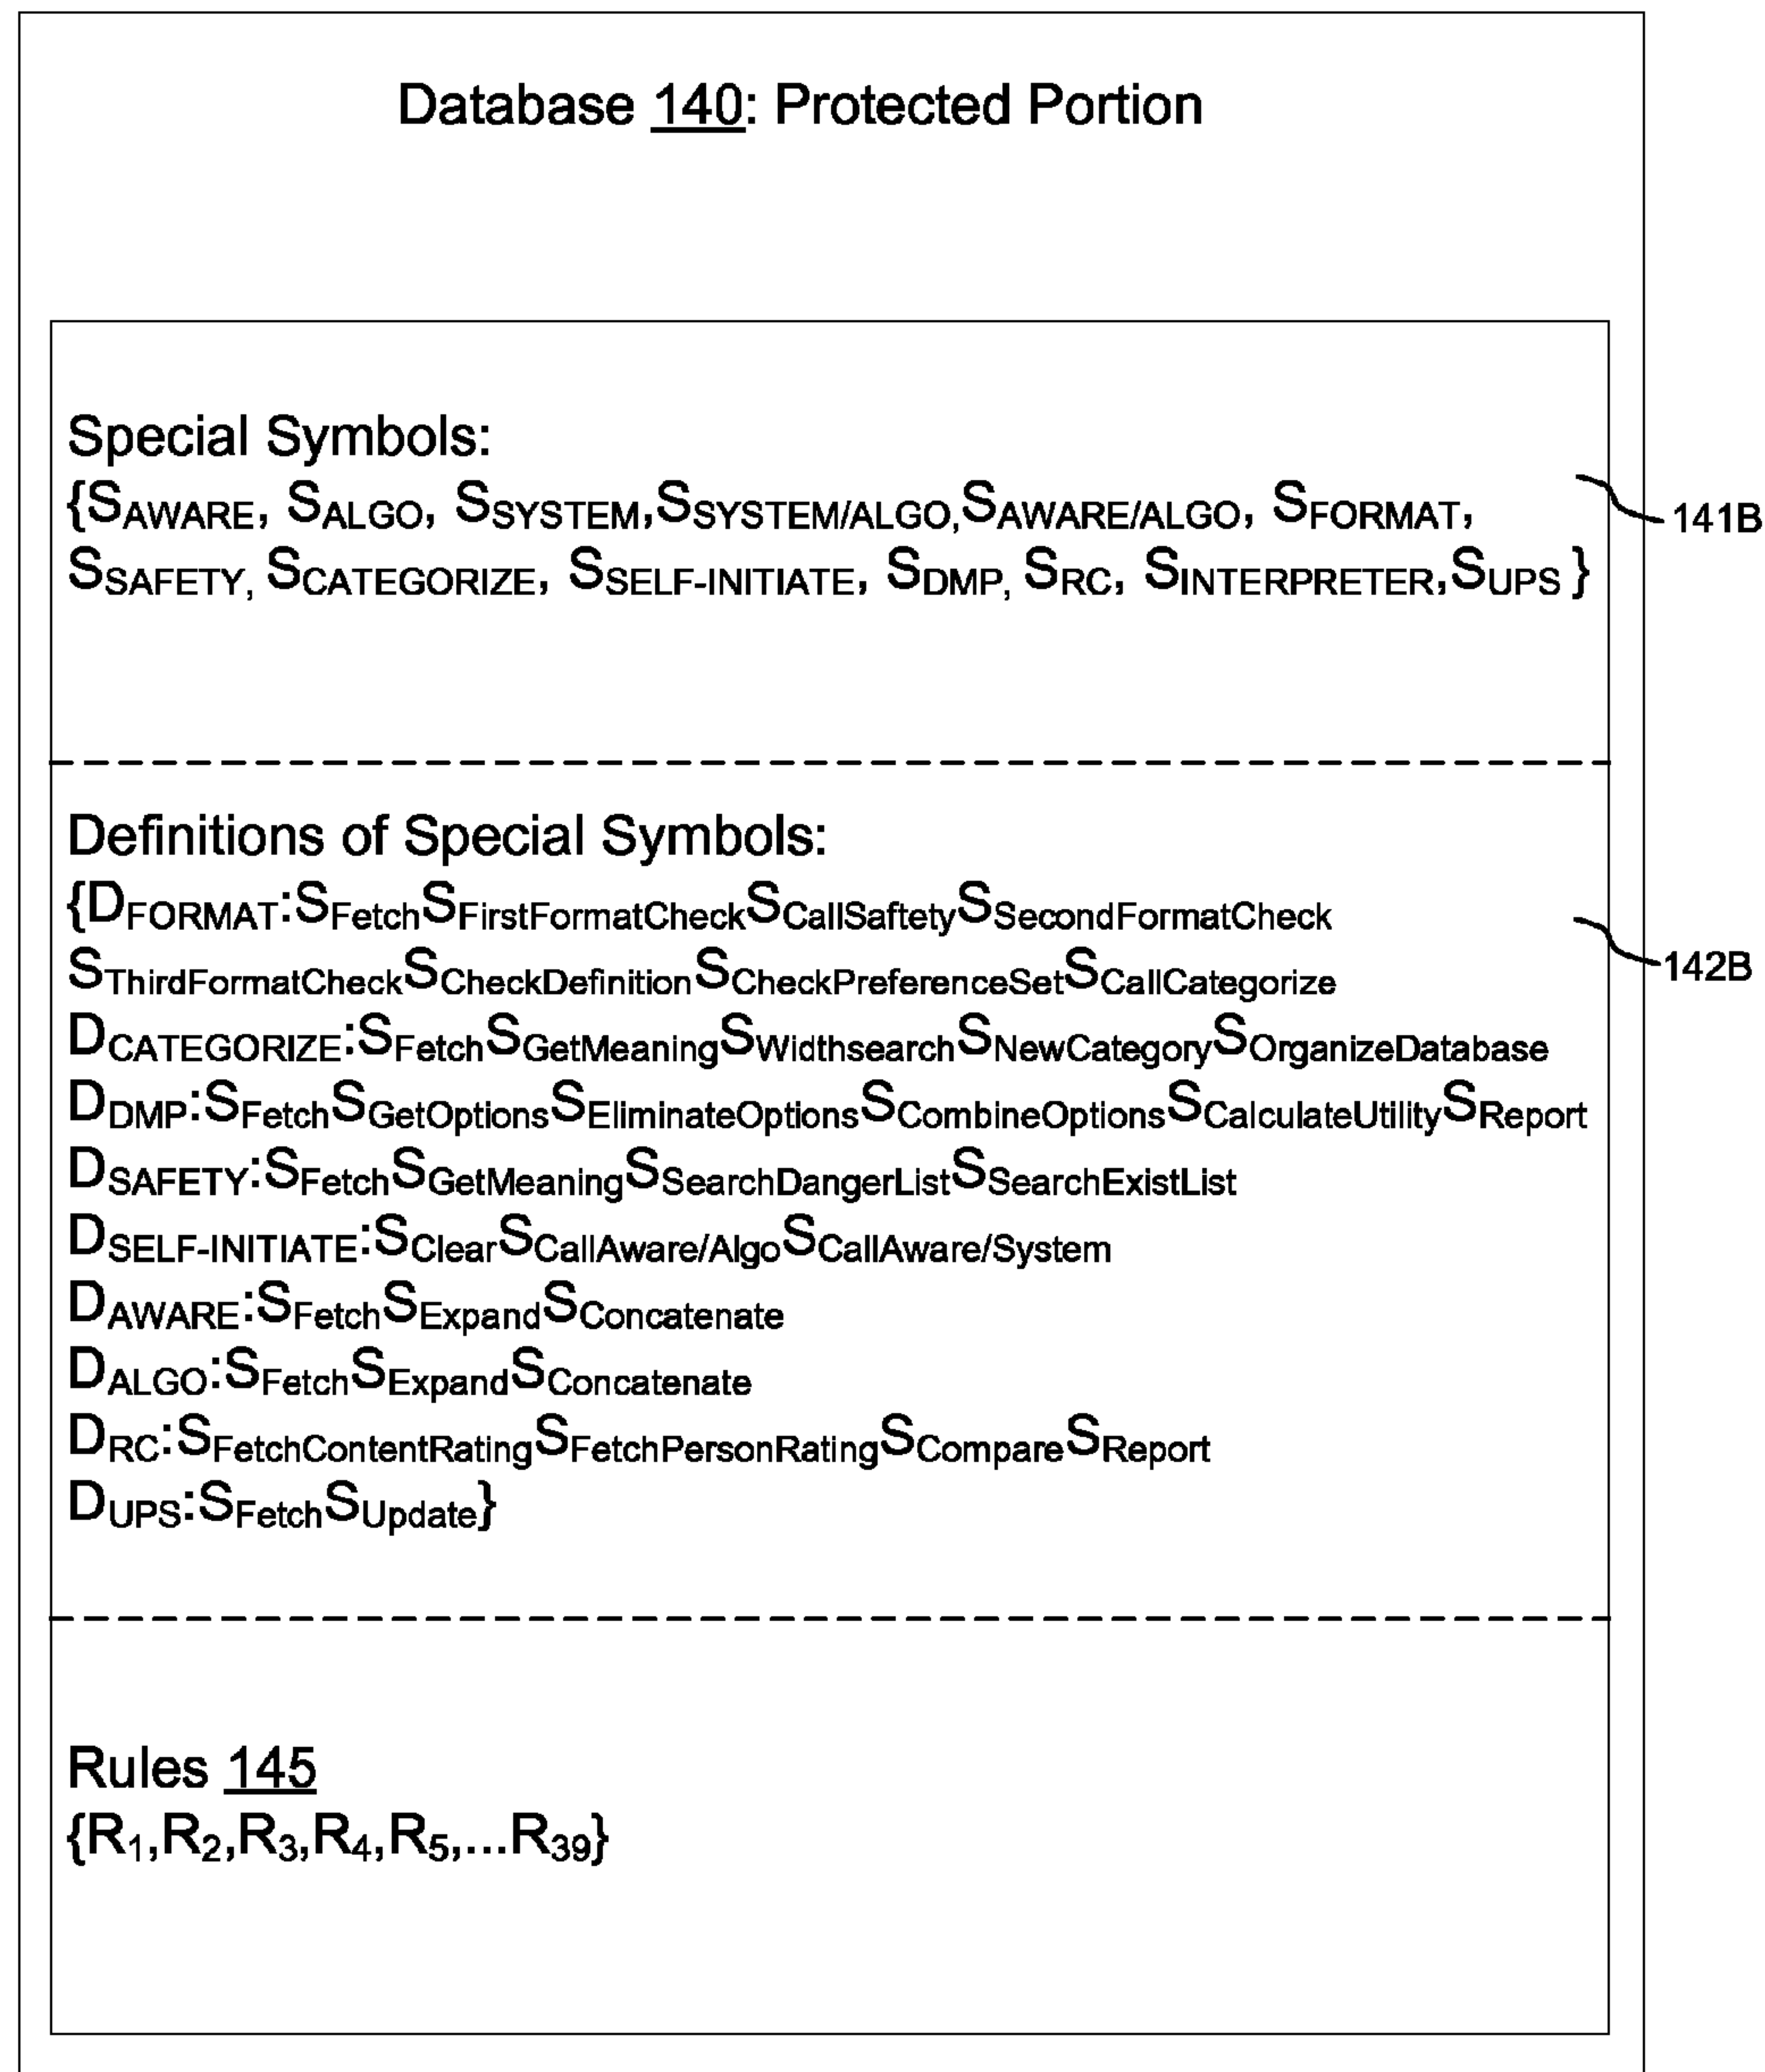 Database 140: Protected Portion
Special Symbols:
{SAWARE, SALGO, SSYSTEM,SSYSTEM/ALGO,SAWARE/ALGO, SFORMAT,
141B
SSAFETY, SCATEGORIZE, SSELF-INITIATE, SDMP, SRC, SINTERPRETER,SUPS }
Definitions of Special Symbols:
{DFORMAT:SFetchSFirstFormatCheckSCallSaftetySSecondFormatCheck
142B
SThirdFormatCheckSCheckDefinitionSCheckPreferenceSetSCallCategorize
DCATEGORIZE:SFetchSGetMeaningSWidthsearchSNewCategorySOrganizeDatabase
DDMP:SFetchSGetOptionsSEliminateOptionsSCombineOptionsSCalculateUtilitySReport
DSAFETY:SFetchSGetMeaningSSearchDangerListSSearchExistList
DSELF-INITIATE:SClearSCallAware/AlgoSCallAware/System
DAWARE:SFetchSExpandSConcatenate
DALGO:SFetchSExpandSConcatenate
DRC:SFetchContentRatingSFetchPersonRatingSCompareSReport
DUPS:SFetchSUpdate}
Rules 145
{R1,R2,R3,R4,R5,...R39}